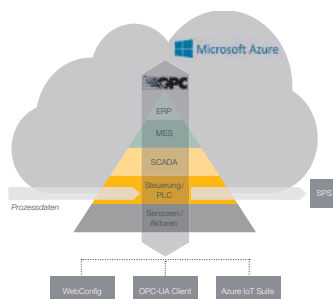 Microsoft Azure
OPC
ERP
MES
SCADA
Steuerung/
PLC
SPS
Prozessdaten
Sensoren/
Aktoren
WebConfig
OPC-UA Client
Azure IoT Suite